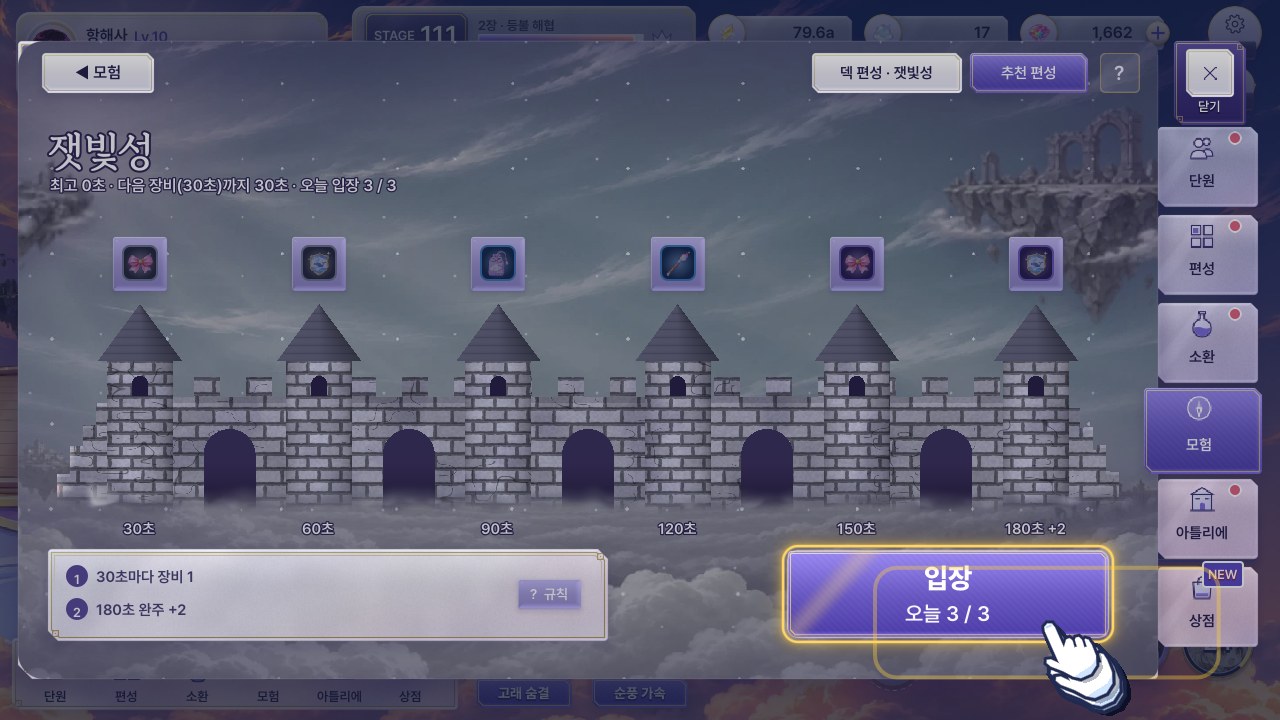 항해사 Lv.10
STAGE 111
2장 · 등불 해협
79.6a
17
1,662
◀ 모험
덱 편성 · 잿빛성
추천 편성
?
닫기
잿빛성
최고 0초 · 다음 장비(30초)까지 30초 · 오늘 입장 3 / 3
단원
편성
소환
모험
아틀리에
NEW
상점
30초
60초
90초
120초
150초
180초 +2
1 30초마다 장비 1
2 180초 완주 +2
? 규칙
입장
오늘 3 / 3
단원
편성
소환
모험
아틀리에
상점
고래 숨결
순풍 가속